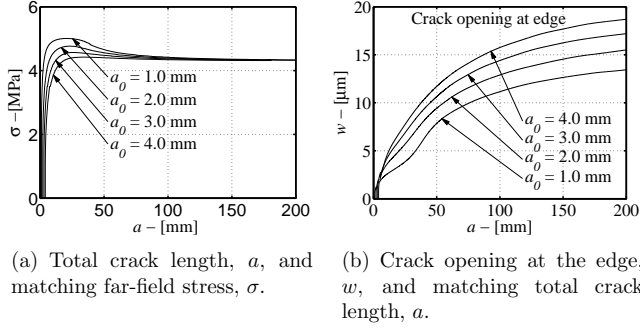 6
4
2
0
σ – [MPa]
a₀ = 1.0 mm
a₀ = 2.0 mm
a₀ = 3.0 mm
a₀ = 4.0 mm
0 50 100 150 200
a – [mm]
(a) Total crack length, a, and
matching far-field stress, σ.
Crack opening at edge
20
15
10
5
0
w – [μm]
a₀ = 4.0 mm
a₀ = 3.0 mm
a₀ = 2.0 mm
a₀ = 1.0 mm
0 50 100 150 200
a – [mm]
(b) Crack opening at the edge,
w, and matching total crack
length, a.